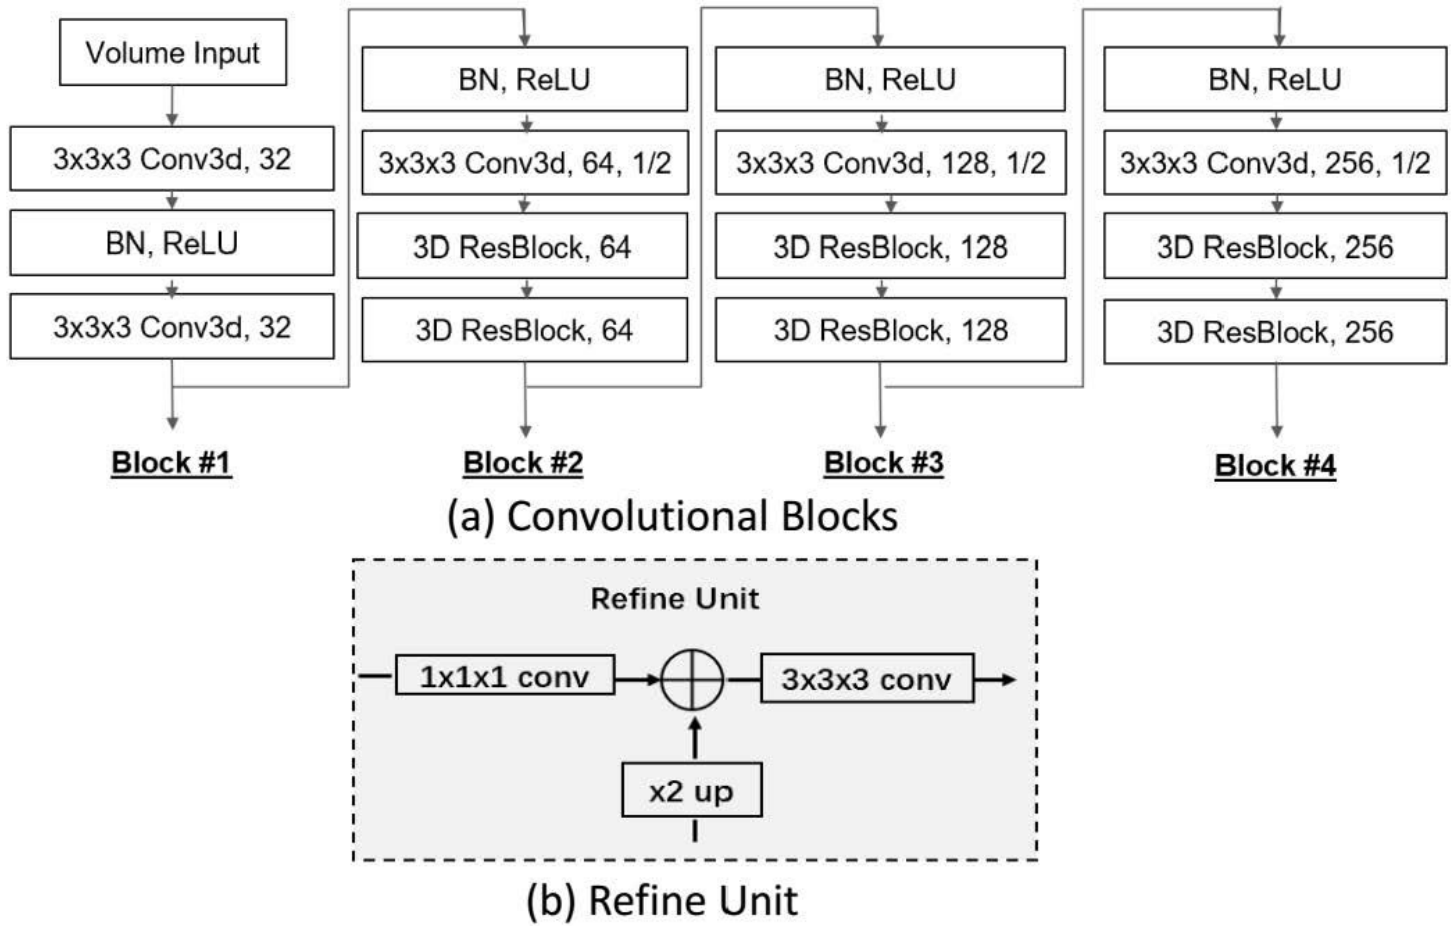 Volume Input
3x3x3 Conv3d, 32
BN, ReLU
3x3x3 Conv3d, 32
Block #1
BN, ReLU
3x3x3 Conv3d, 64, 1/2
3D ResBlock, 64
3D ResBlock, 64
Block #2
BN, ReLU
3x3x3 Conv3d, 128, 1/2
3D ResBlock, 128
3D ResBlock, 128
Block #3
BN, ReLU
3x3x3 Conv3d, 256, 1/2
3D ResBlock, 256
3D ResBlock, 256
Block #4
(a) Convolutional Blocks
Refine Unit
1x1x1 conv
3x3x3 conv
x2 up
(b) Refine Unit